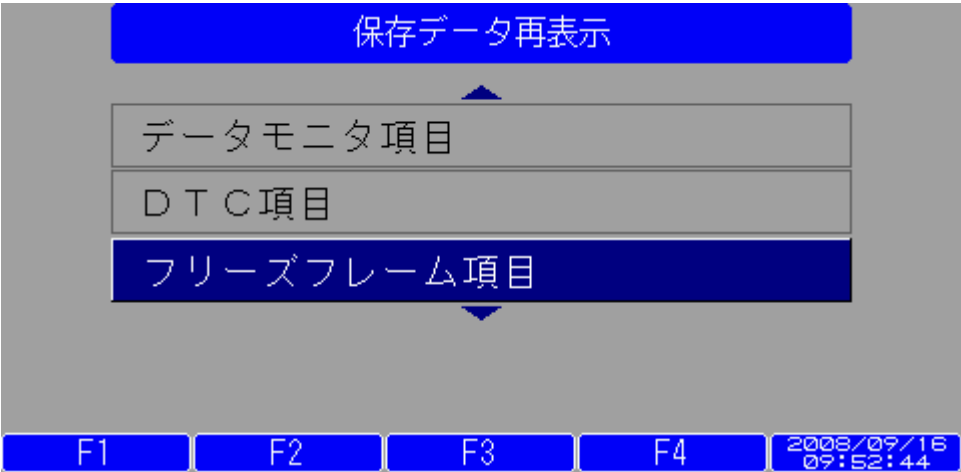 保存データ再表示
データモニタ項目
DTC項目
フリーズフレーム項目
F1 F2 F3 F4 2008/09/16
09:52:44